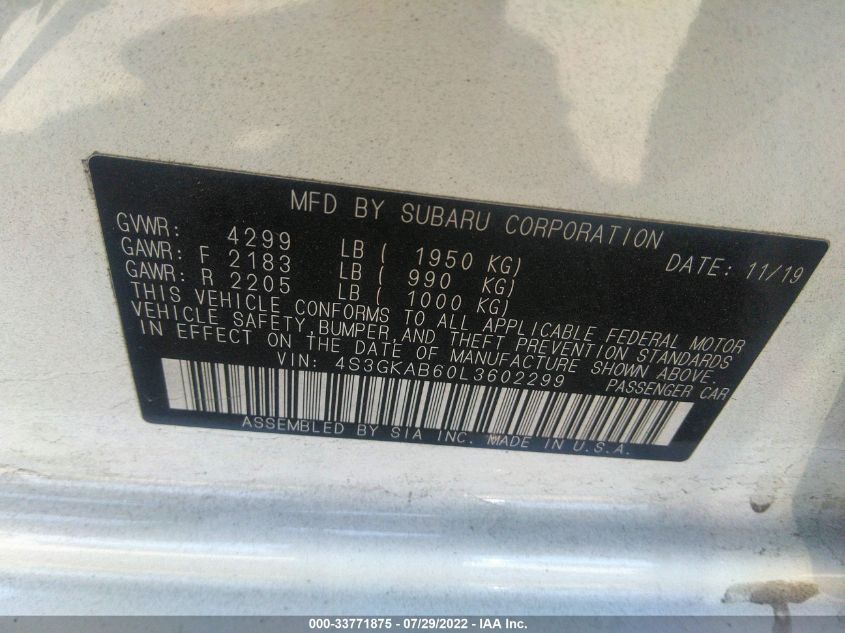 MFD BY SUBARU CORPORATION
GVWR: 4299 LB ( 1950 KG) DATE: 11/19
GAWR: F 2183 LB ( 990 KG)
GAWR: R 2205 LB ( 1000 KG)
THIS VEHICLE CONFORMS TO ALL APPLICABLE FEDERAL MOTOR
VEHICLE SAFETY, BUMPER, AND THEFT PREVENTION STANDARDS
IN EFFECT ON THE DATE OF MANUFACTURE SHOWN ABOVE.
VIN: 4S3GKAB60L3602299 PASSENGER CAR
ASSEMBLED BY SIA INC. MADE IN U.S.A.
000-33771875 - 07/29/2022 - IAA Inc.